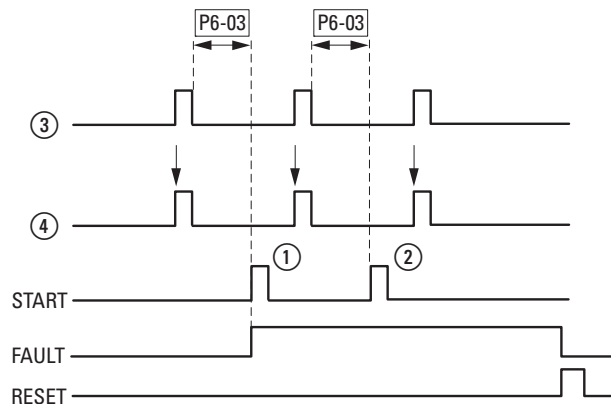 P6-03 P6-03
③
④
① ②
START
FAULT
RESET